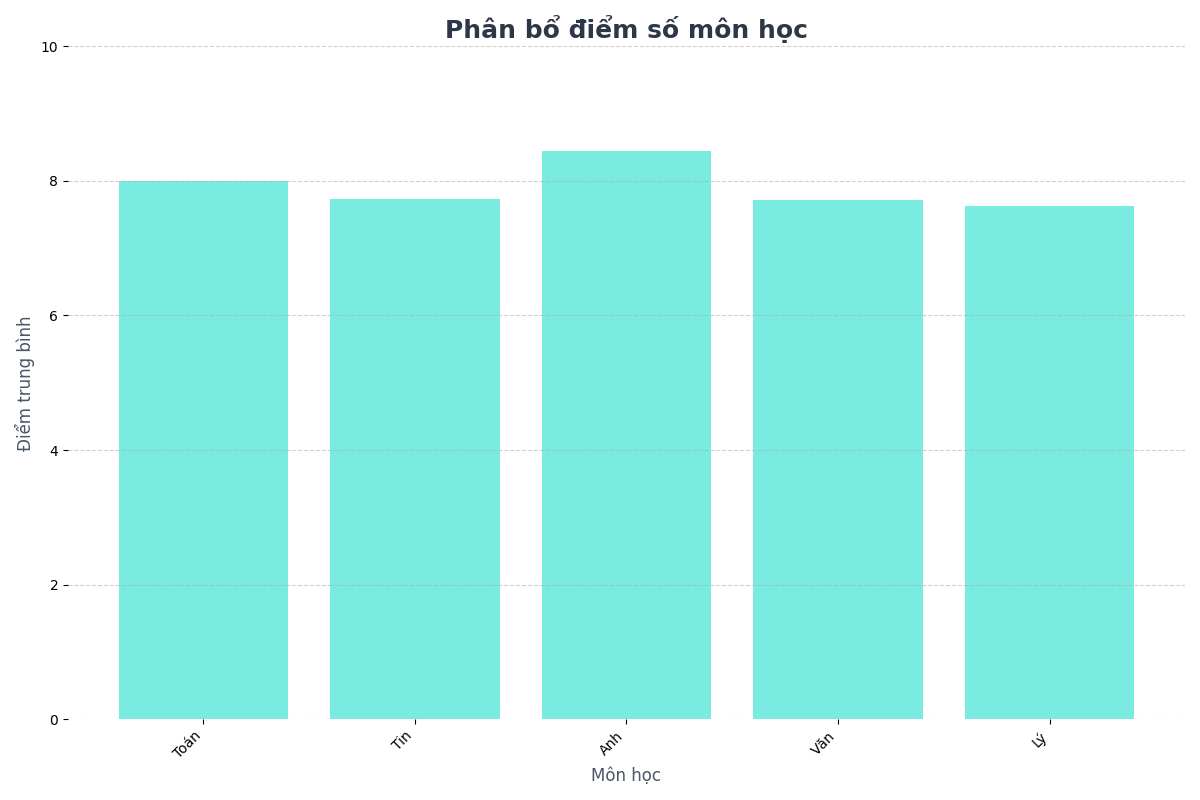 Phân bổ điểm số môn học
Điểm trung bình
10
8
6
4
2
0
Toán
Tin
Anh
Văn
Lý
Môn học